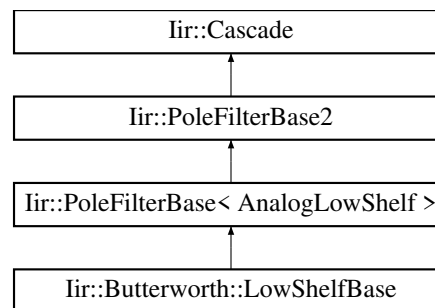 Iir::Cascade
Iir::PoleFilterBase2
Iir::PoleFilterBase< AnalogLowShelf >
Iir::Butterworth::LowShelfBase